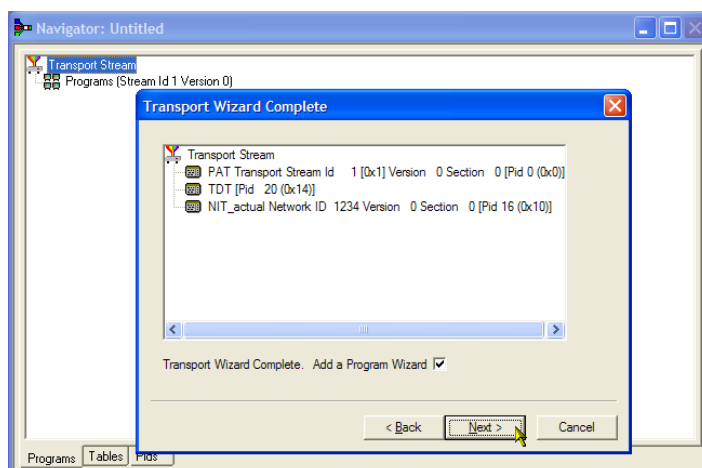 Navigator: Untitled
Transport Stream
Programs (Stream Id 1 Version 0)
Transport Wizard Complete
Transport Stream
PAT Transport Stream Id 1 [0x1] Version 0 Section 0 [Pid 0 (0x0)]
TDT [Pid 20 (0x14)]
NIT_actual Network ID 1234 Version 0 Section 0 [Pid 16 (0x10)]
Transport Wizard Complete. Add a Program Wizard
< Back Next > Cancel
Programs Tables Pids